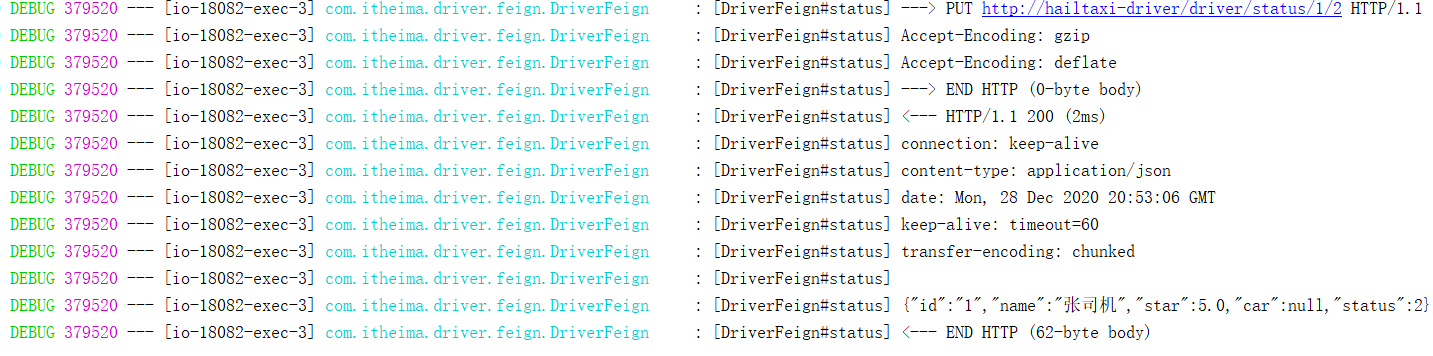 DEBUG 379520 --- [io-18082-exec-3] com.itheima.driver.feign.DriverFeign : [DriverFeign#status] ---> PUT http://hailtaxi-driver/driver/status/1/2 HTTP/1.1
DEBUG 379520 --- [io-18082-exec-3] com.itheima.driver.feign.DriverFeign : [DriverFeign#status] Accept-Encoding: gzip
DEBUG 379520 --- [io-18082-exec-3] com.itheima.driver.feign.DriverFeign : [DriverFeign#status] Accept-Encoding: deflate
DEBUG 379520 --- [io-18082-exec-3] com.itheima.driver.feign.DriverFeign : [DriverFeign#status] ---> END HTTP (0-byte body)
DEBUG 379520 --- [io-18082-exec-3] com.itheima.driver.feign.DriverFeign : [DriverFeign#status] <--- HTTP/1.1 200 (2ms)
DEBUG 379520 --- [io-18082-exec-3] com.itheima.driver.feign.DriverFeign : [DriverFeign#status] connection: keep-alive
DEBUG 379520 --- [io-18082-exec-3] com.itheima.driver.feign.DriverFeign : [DriverFeign#status] content-type: application/json
DEBUG 379520 --- [io-18082-exec-3] com.itheima.driver.feign.DriverFeign : [DriverFeign#status] date: Mon, 28 Dec 2020 20:53:06 GMT
DEBUG 379520 --- [io-18082-exec-3] com.itheima.driver.feign.DriverFeign : [DriverFeign#status] keep-alive: timeout=60
DEBUG 379520 --- [io-18082-exec-3] com.itheima.driver.feign.DriverFeign : [DriverFeign#status] transfer-encoding: chunked
DEBUG 379520 --- [io-18082-exec-3] com.itheima.driver.feign.DriverFeign : [DriverFeign#status]
DEBUG 379520 --- [io-18082-exec-3] com.itheima.driver.feign.DriverFeign : [DriverFeign#status] {"id":"1","name":"张司机","star":5.0,"car":null,"status":2}
DEBUG 379520 --- [io-18082-exec-3] com.itheima.driver.feign.DriverFeign : [DriverFeign#status] <--- END HTTP (62-byte body)